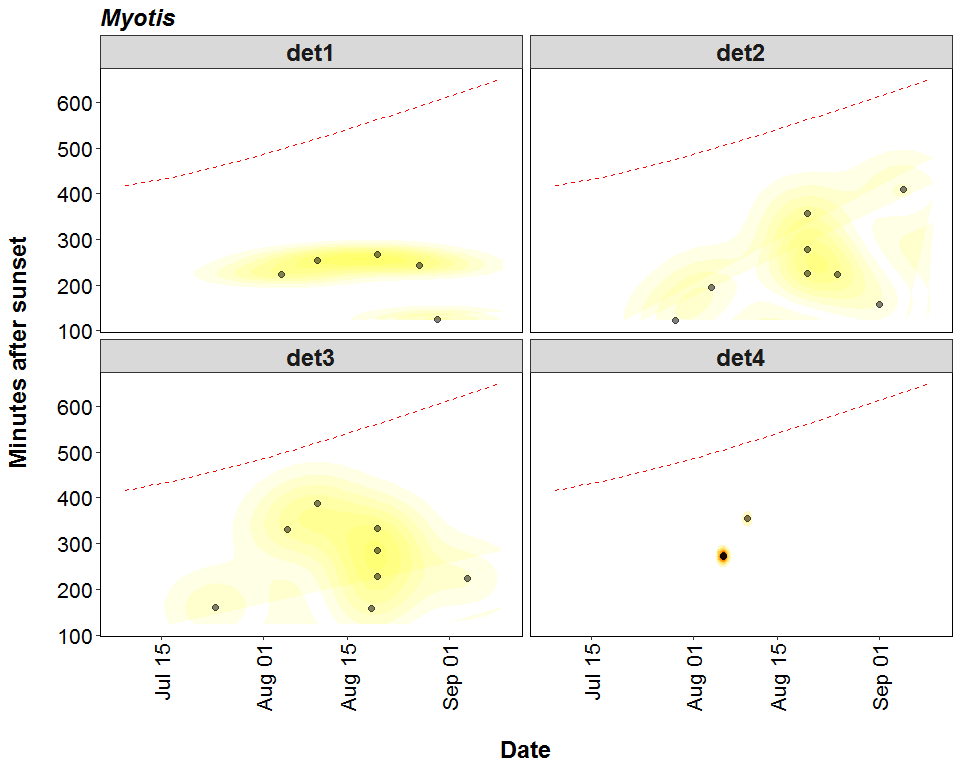 Myotis
det1
det2
600
500
400
300
200
100
det3
det4
600
500
400
300
200
100
Minutes after sunset
Jul 15
Aug 01
Aug 15
Sep 01
Jul 15
Aug 01
Aug 15
Sep 01
Date